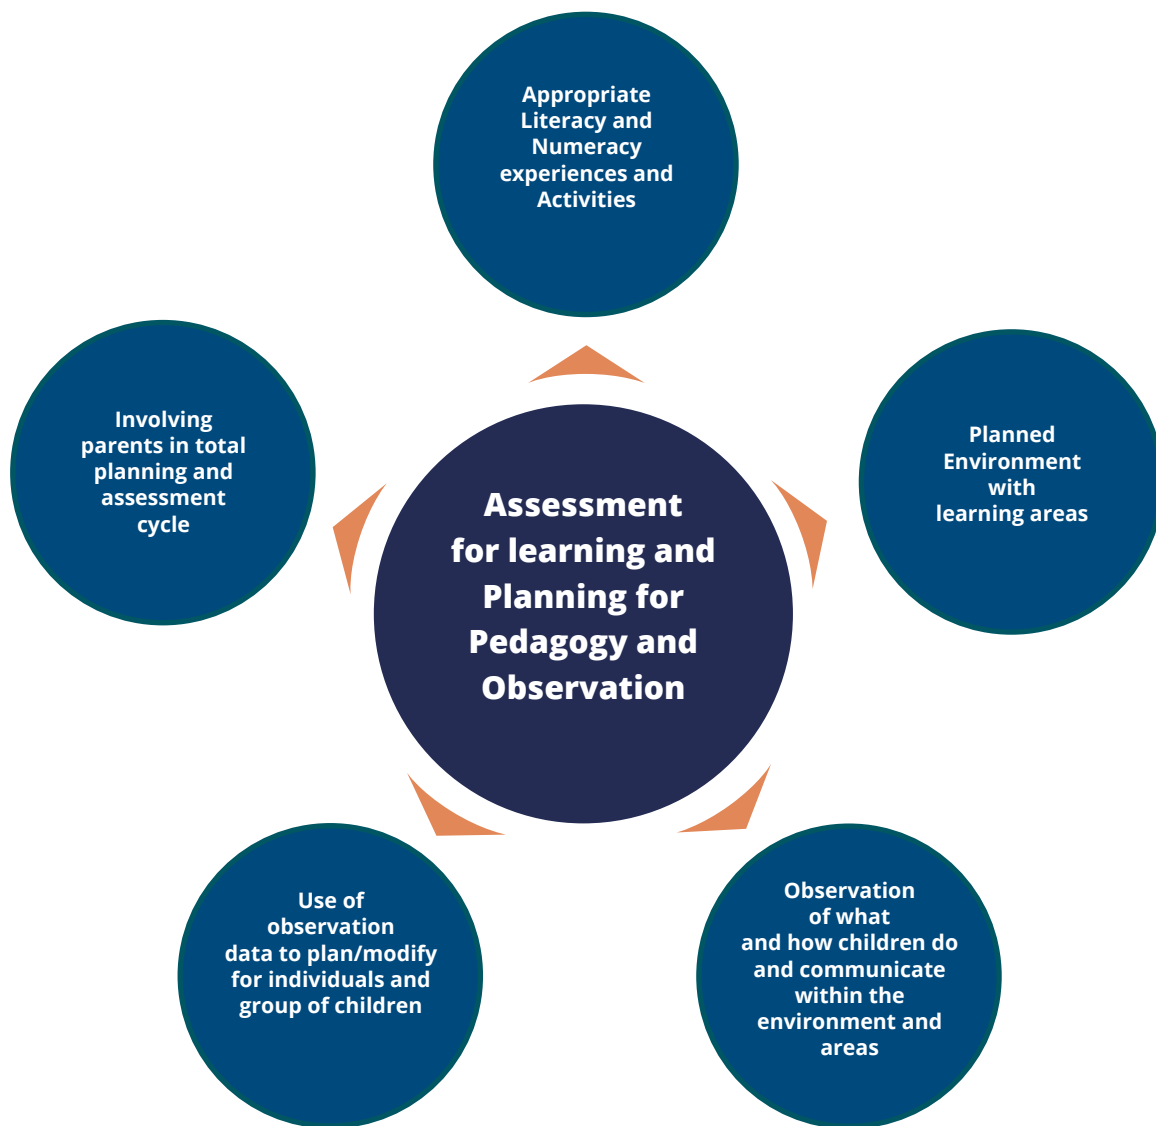 Appropriate
Literacy and
Numeracy
experiences and
Activities
Involving
parents in total
planning and
assessment
cycle
Planned
Environment
with
learning areas
Assessment
for learning and
Planning for
Pedagogy and
Observation
Use of
observation
data to plan/modify
for individuals and
group of children
Observation
of what
and how children do
and communicate
within the
environment and
areas